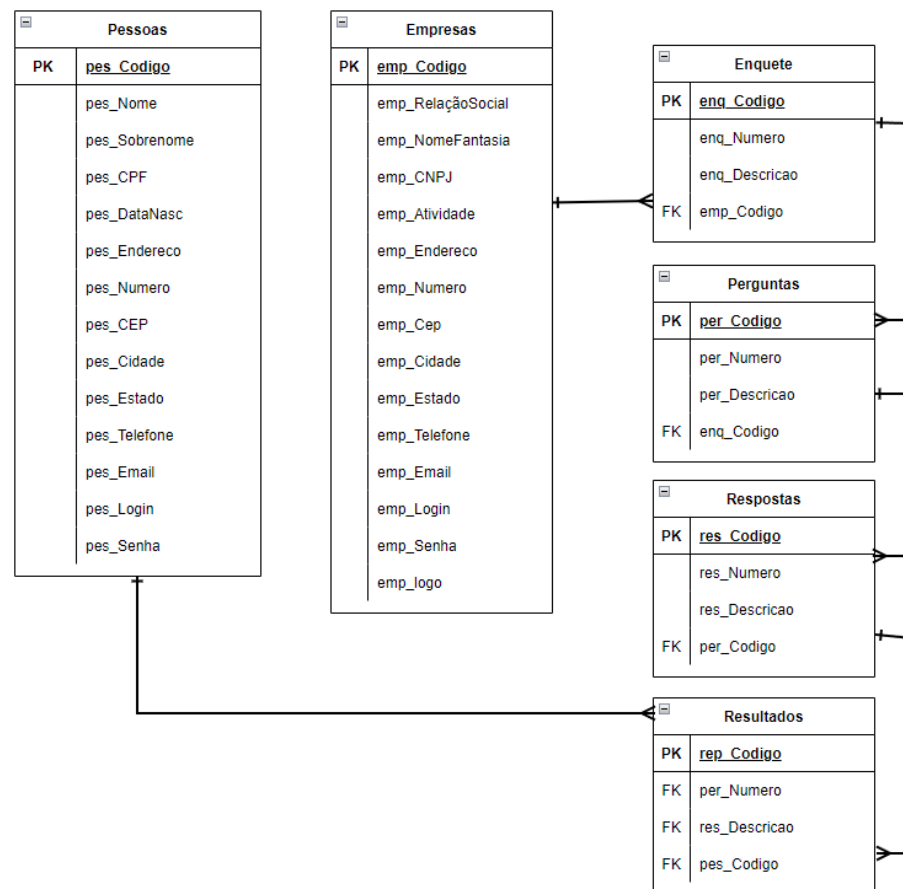 Pessoas
PK pes_Codigo
pes_Nome
pes_Sobrenome
pes_CPF
pes_DataNasc
pes_Endereco
pes_Numero
pes_CEP
pes_Cidade
pes_Estado
pes_Telefone
pes_Email
pes_Login
pes_Senha
Empresas
PK emp_Codigo
emp_RelaçãoSocial
emp_NomeFantasia
emp_CNPJ
emp_Atividade
emp_Endereco
emp_Numero
emp_Cep
emp_Cidade
emp_Estado
emp_Telefone
emp_Email
emp_Login
emp_Senha
emp_logo
Enquete
PK enq_Codigo
enq_Numero
enq_Descricao
FK emp_Codigo
Perguntas
PK per_Codigo
per_Numero
per_Descricao
FK enq_Codigo
Respostas
PK res_Codigo
res_Numero
res_Descricao
FK per_Codigo
Resultados
PK rep_Codigo
FK per_Numero
FK res_Descricao
FK pes_Codigo